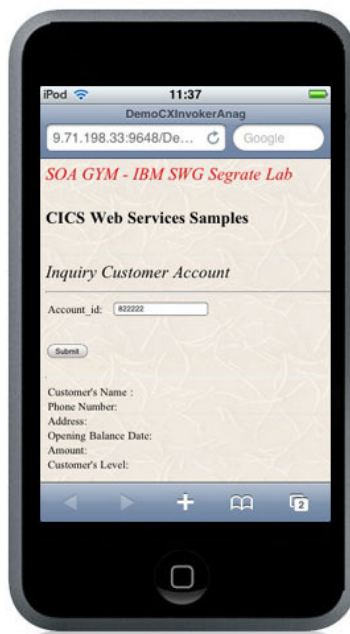 iPod 11:37
DemoCXInvokerAnag
9.71.198.33:9648/De... Google
SOA GYM - IBM SWG Segrate Lab
CICS Web Services Samples
Inquiry Customer Account
Account_id: 822222
Submit
Customer's Name :
Phone Number:
Address:
Opening Balance Date:
Amount:
Customer's Level:
2